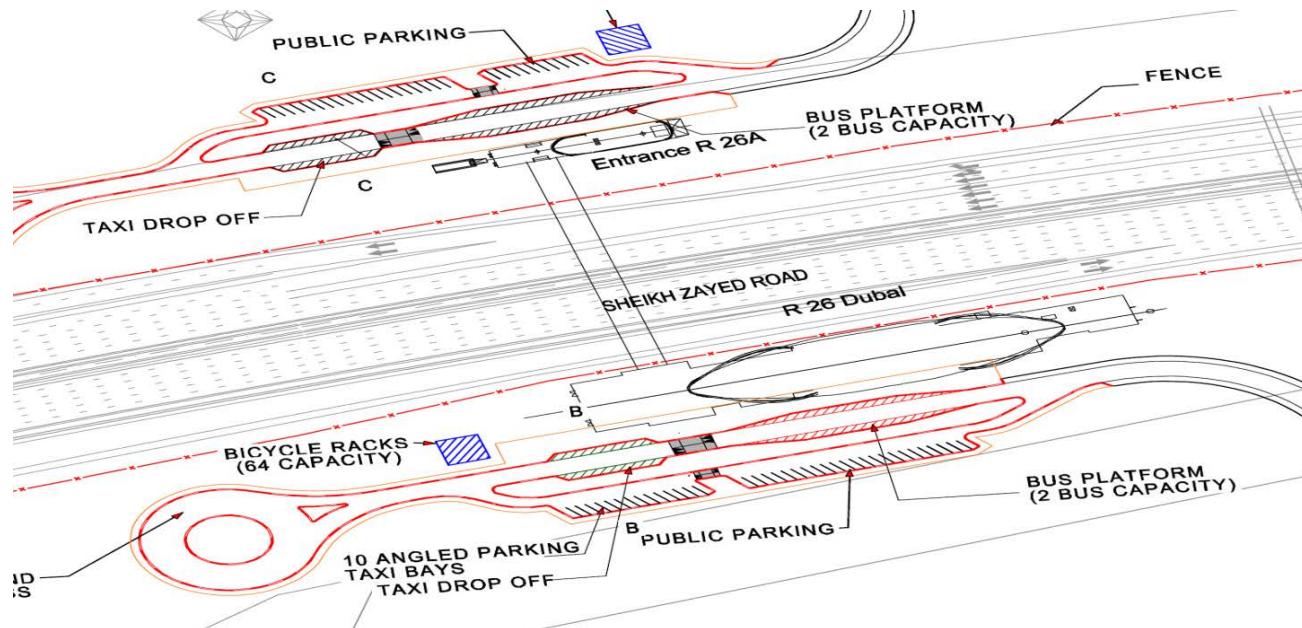 PUBLIC PARKING
C
FENCE
BUS PLATFORM
(2 BUS CAPACITY)
Entrance R 26A
C
TAXI DROP OFF
SHEIKH ZAYED ROAD
R 26 Dubal
B
BICYCLE RACKS
(64 CAPACITY)
BUS PLATFORM
(2 BUS CAPACITY)
B
PUBLIC PARKING
10 ANGLED PARKING
TAXI BAYS
TAXI DROP OFF